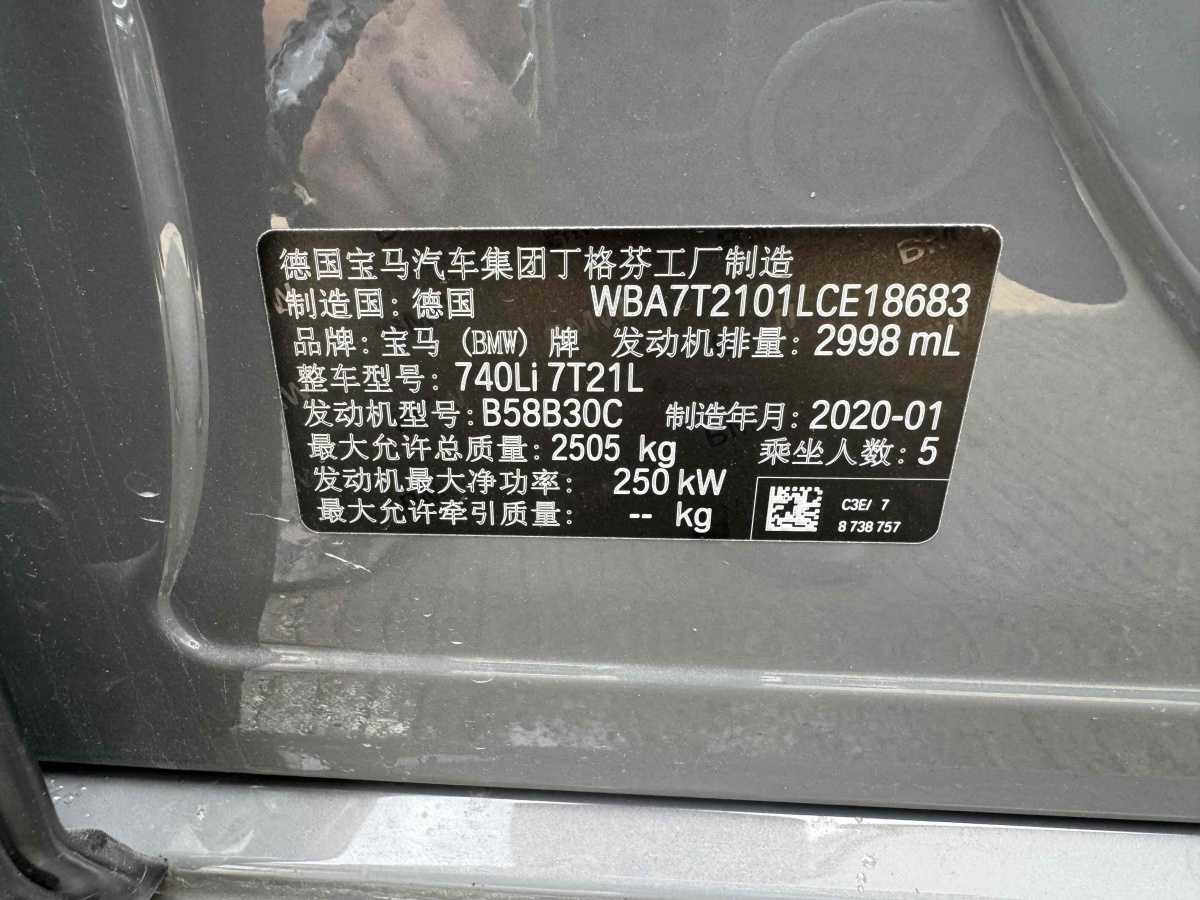 德国宝马汽车集团丁格芬工厂制造
制造国：德国 WBA7T2101LCE18683
品牌：宝马（BMW）牌 发动机排量：2998 mL
整车型号：740Li 7T21L
发动机型号：B58B30C 制造年月：2020-01
最大允许总质量：2505 kg 乘坐人数：5
发动机最大净功率： 250 kW
最大允许牵引质量： -- kg
C3E/ 7
8 738 757